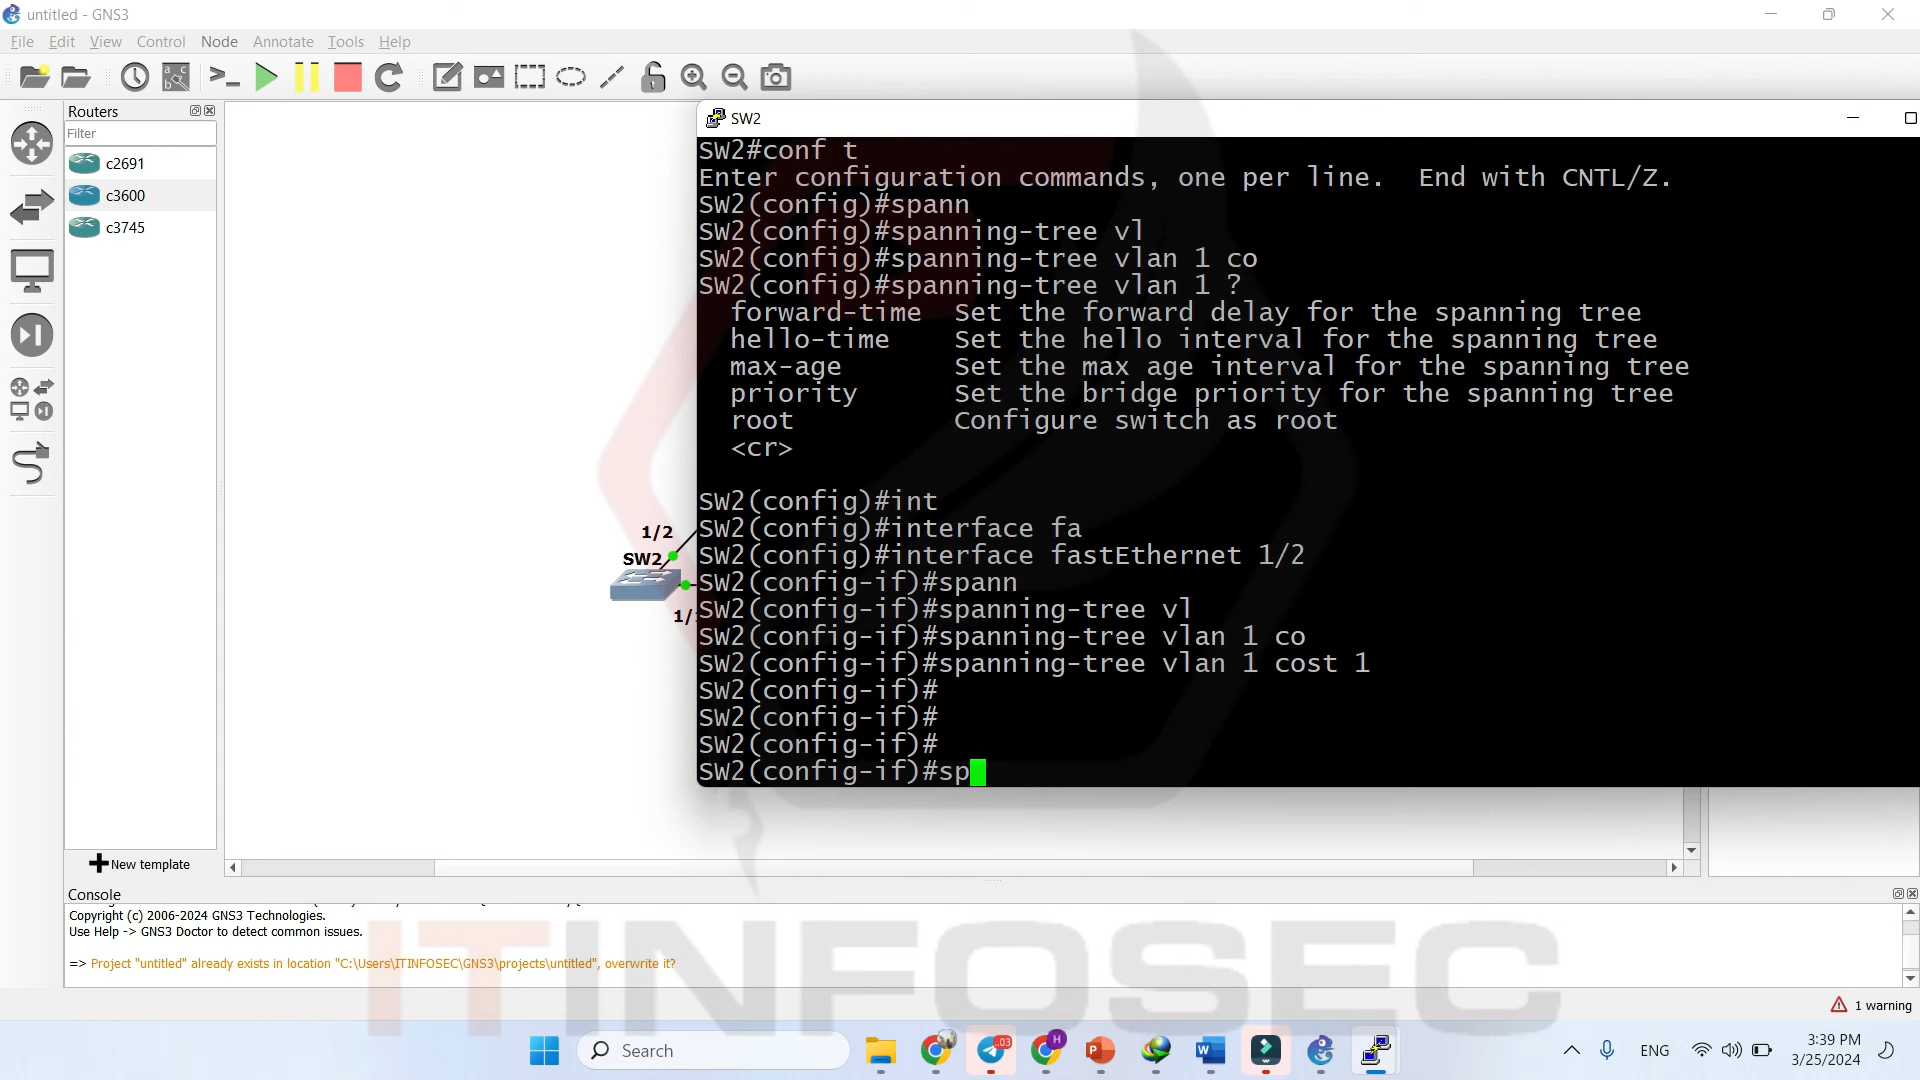 untitled - GNS3
File Edit View Control Node Annotate Tools Help
Routers
Filter
c2691
c3600
c3745
New template
1/2
SW2
1/
SW2
SW2#conf t
Enter configuration commands, one per line.  End with CNTL/Z.
SW2(config)#spann
SW2(config)#spanning-tree vl
SW2(config)#spanning-tree vlan 1 co
SW2(config)#spanning-tree vlan 1 ?
forward-time  Set the forward delay for the spanning tree
hello-time    Set the hello interval for the spanning tree
max-age       Set the max age interval for the spanning tree
priority      Set the bridge priority for the spanning tree
root          Configure switch as root
<cr>
SW2(config)#int
SW2(config)#interface fa
SW2(config)#interface fastEthernet 1/2
SW2(config-if)#spann
SW2(config-if)#spanning-tree vl
SW2(config-if)#spanning-tree vlan 1 co
SW2(config-if)#spanning-tree vlan 1 cost 1
SW2(config-if)#
SW2(config-if)#
SW2(config-if)#
SW2(config-if)#sp
Console
Copyright (c) 2006-2024 GNS3 Technologies.
Use Help -> GNS3 Doctor to detect common issues.
=> Project "untitled" already exists in location "C:\Users\ITINFOSEC\GNS3\projects\untitled", overwrite it?
ITINFOSEC
1 warning
Search
ENG
3:39 PM
3/25/2024